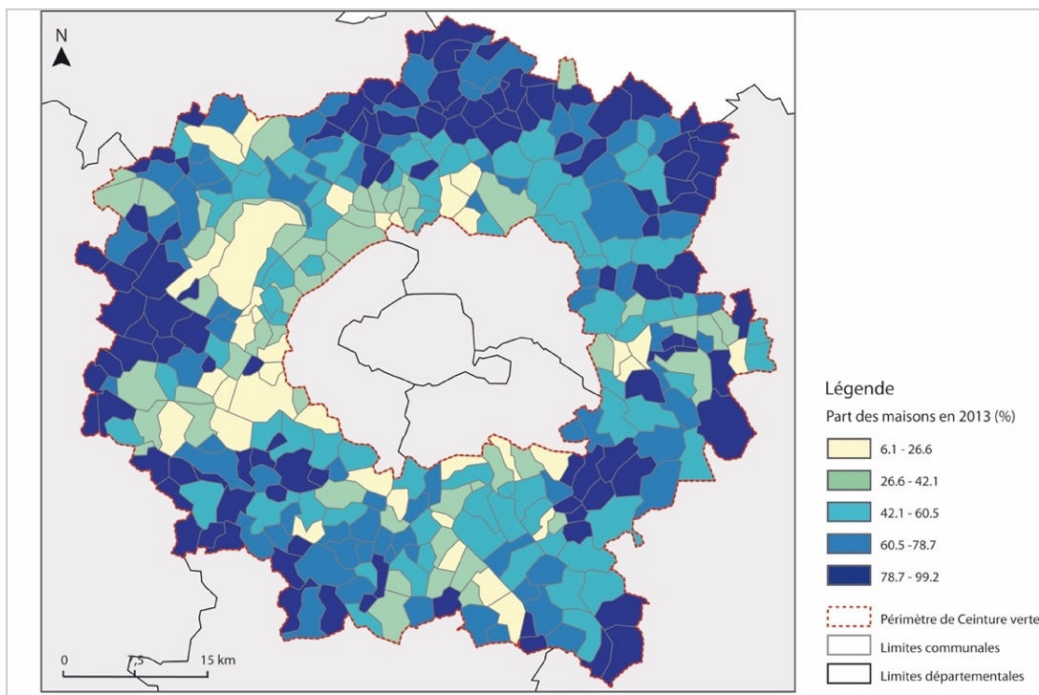 N
Légende
Part des maisons en 2013 (%)
6.1 - 26.6
26.6 - 42.1
42.1 - 60.5
60.5 -78.7
78.7 - 99.2
Périmètre de Ceinture verte
Limites communales
Limites départementales
0 7,5 15 km